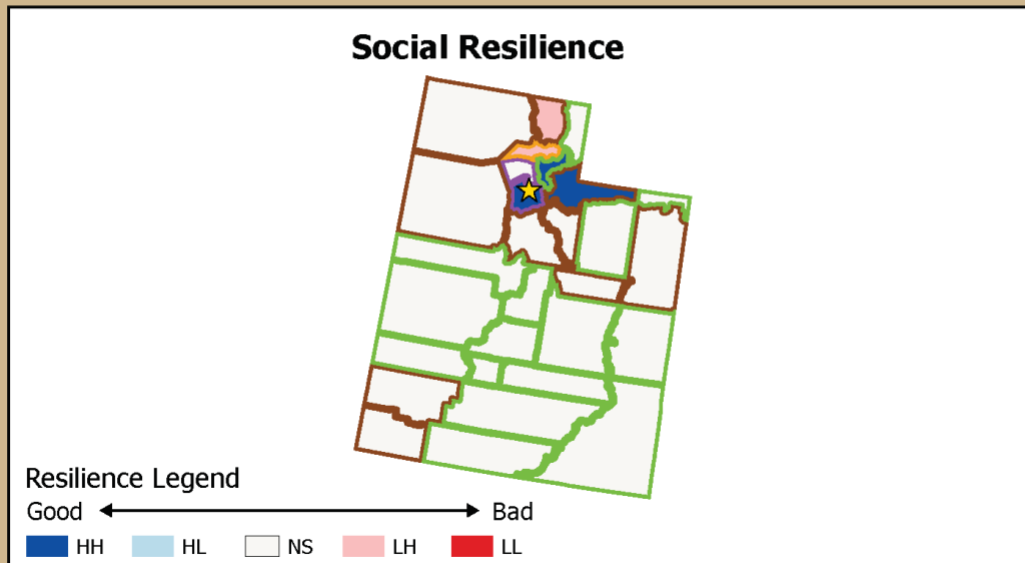 Social Resilience
Resilience Legend
Good Bad
HH HL NS LH LL